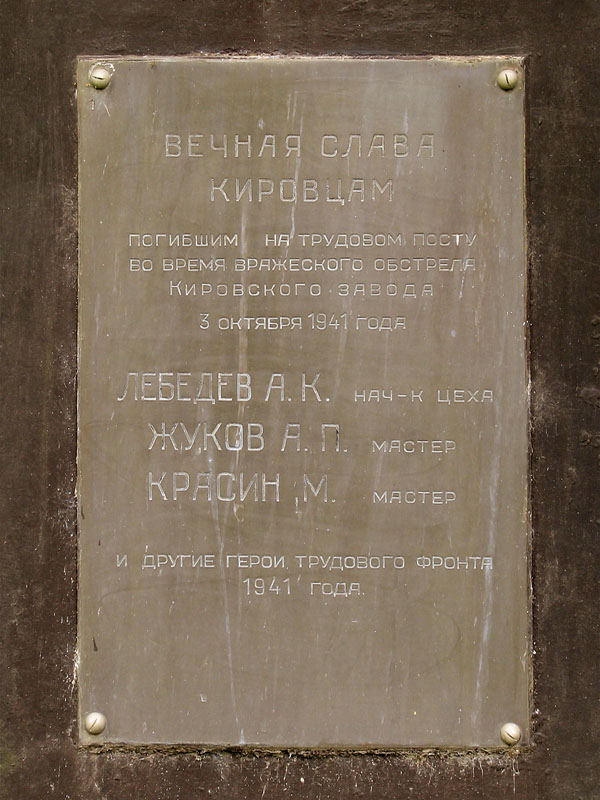 ВЕЧНАЯ СЛАВА
КИРОВЦАМ
ПОГИБШИМ НА ТРУДОВОМ ПОСТУ
ВО ВРЕМЯ ВРАЖЕСКОГО ОБСТРЕЛА
КИРОВСКОГО ЗАВОДА
3 ОКТЯБРЯ 1941 ГОДА
ЛЕБЕДЕВ А. К. НАЧ-К ЦЕХА
ЖУКОВ А. П. МАСТЕР
КРАСИН М. МАСТЕР
И ДРУГИЕ ГЕРОИ ТРУДОВОГО ФРОНТА
1941 ГОДА.